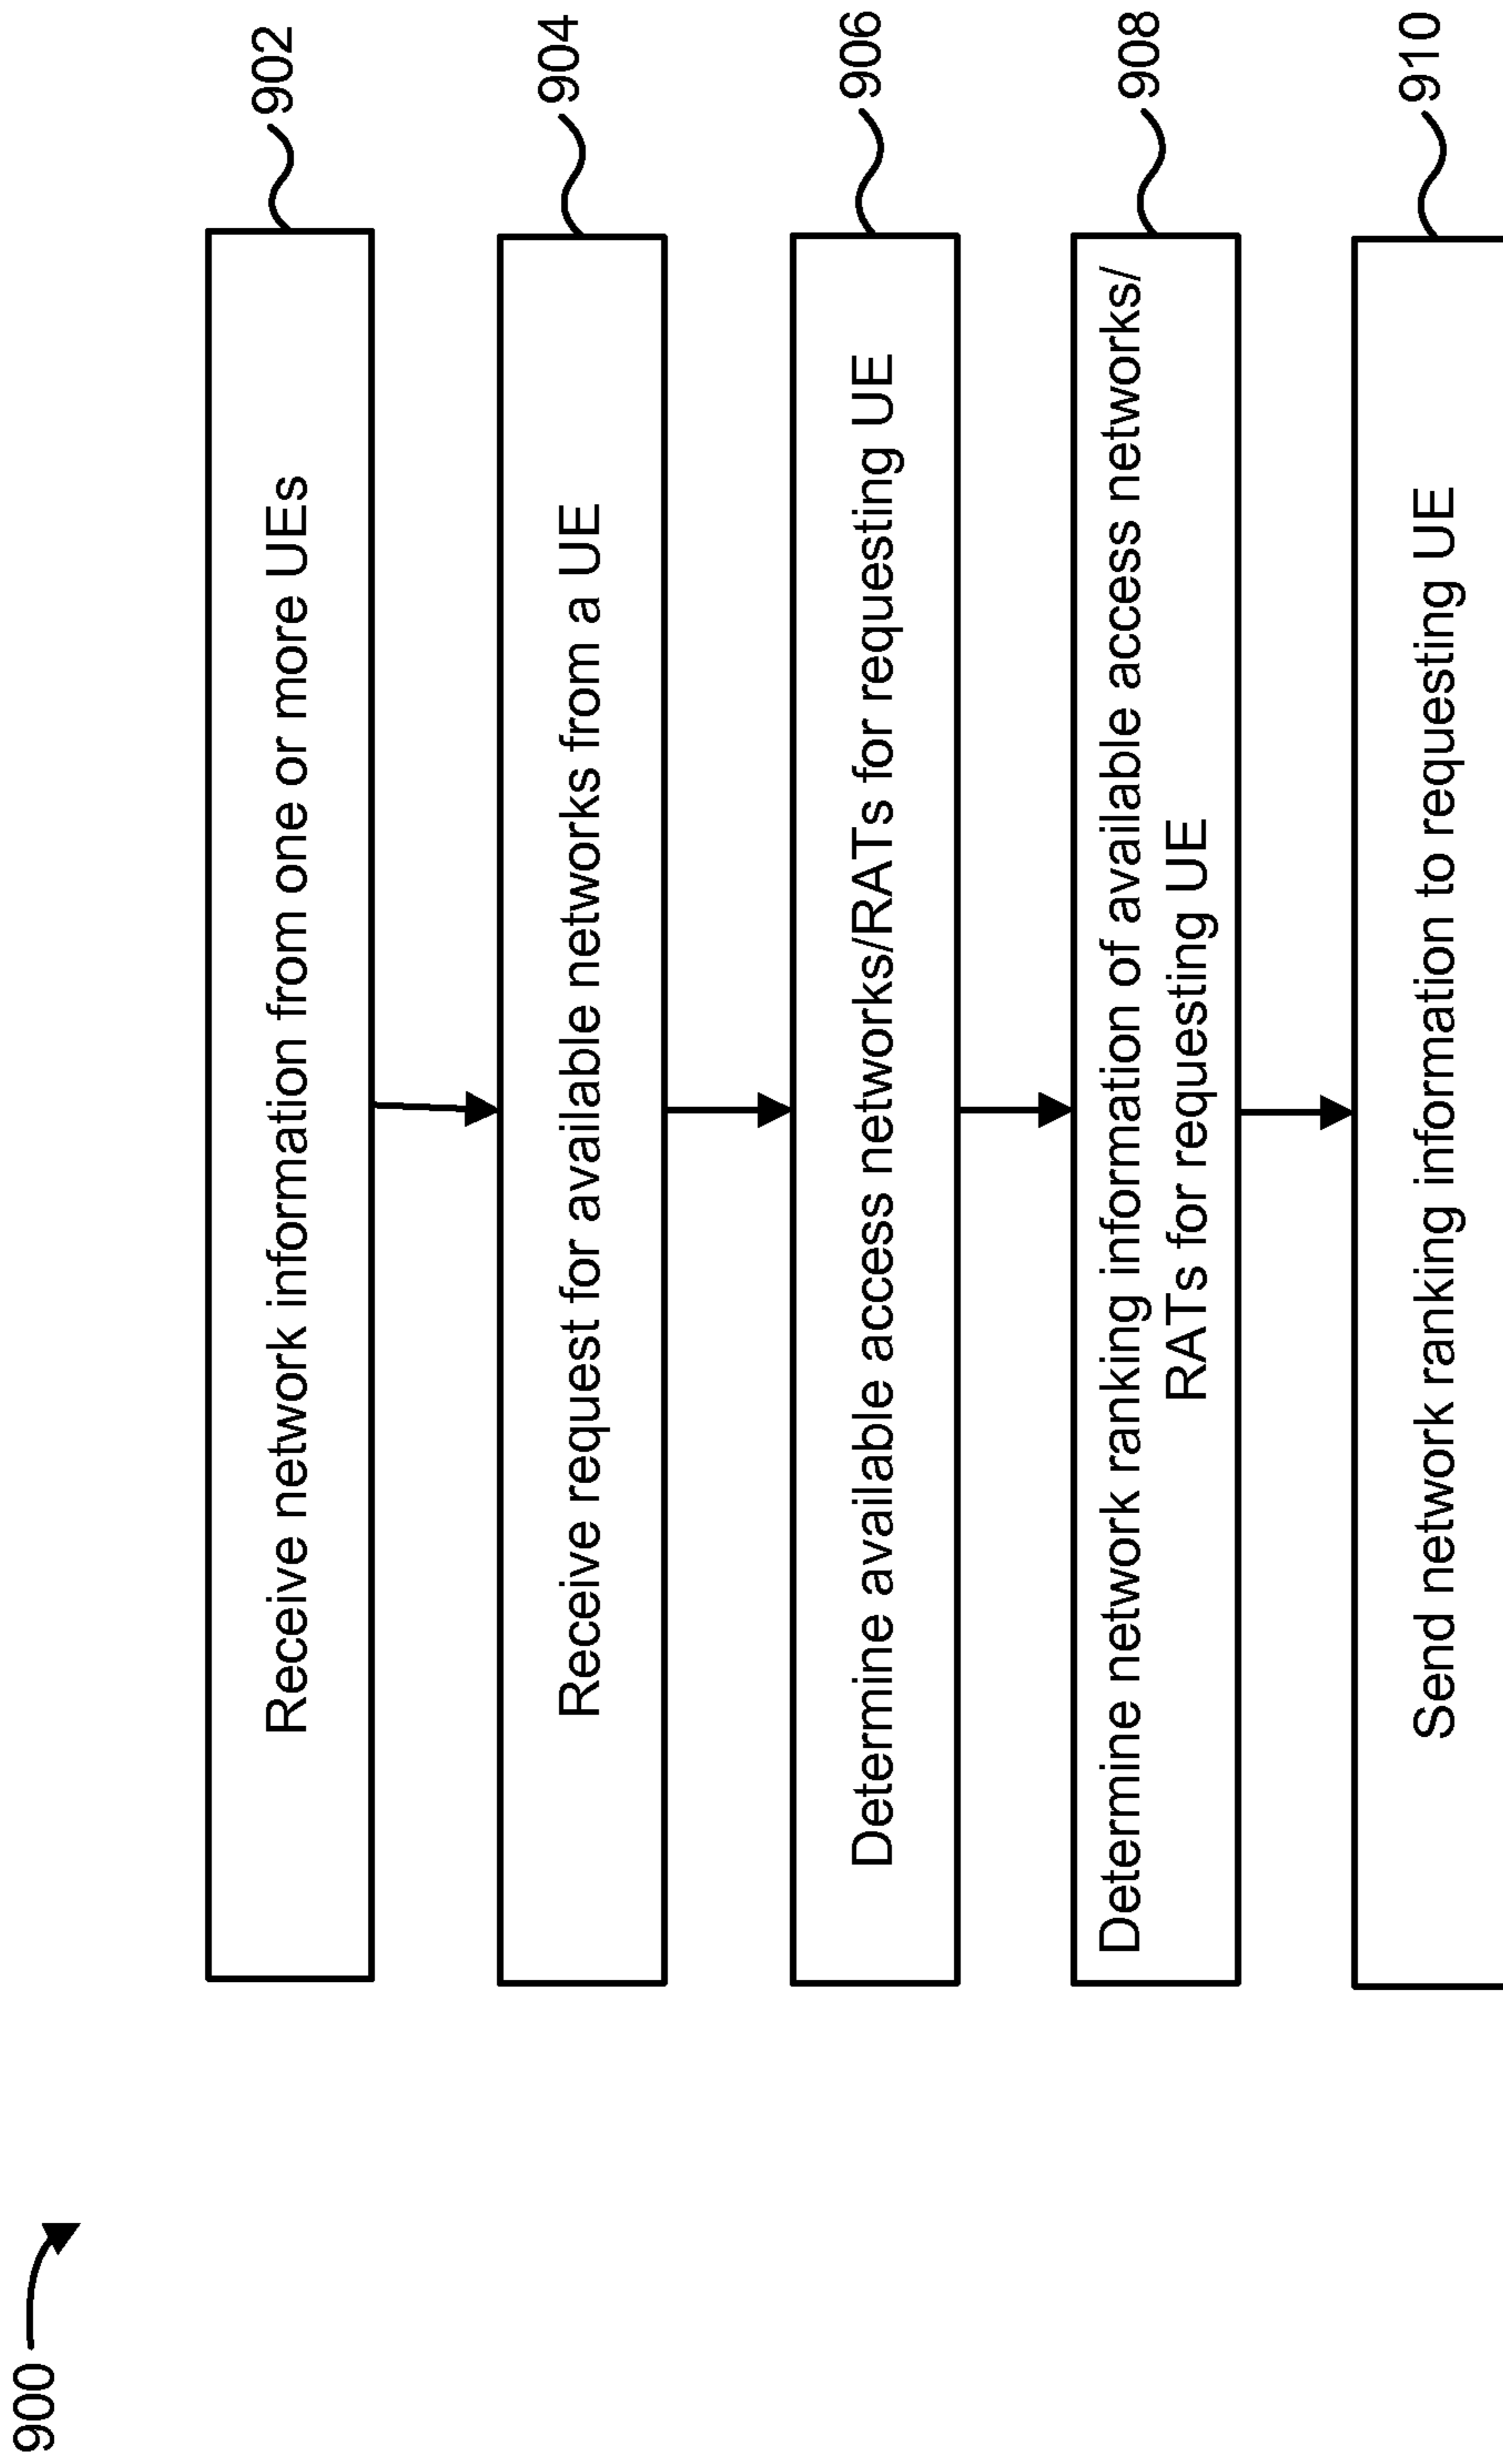 900
Receive network information from one or more UEs
902
Receive request for available networks from a UE
904
Determine available access networks/RATs for requesting UE
906
Determine network ranking information of available access networks/
RATs for requesting UE
908
Send network ranking information to requesting UE
910